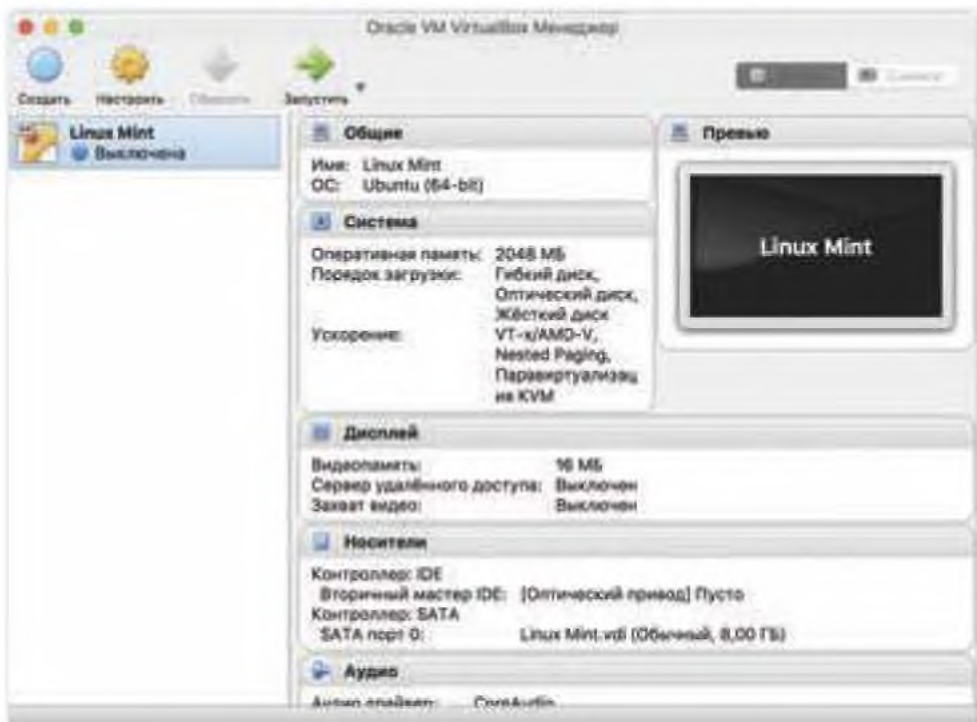 Oracle VM VirtualBox Менеджер
Создать Настроить Сбросить Запустить
Linux Mint
Выключена
Общие
Имя: Linux Mint
ОС: Ubuntu (64-bit)
Система
Оперативная память: 2048 МБ
Порядок загрузки: Гибкий диск,
Оптический диск,
Жёсткий диск
Ускорение: VT-x/AMD-V,
Nested Paging,
Паравиртуализац
ия KVM
Превью
Linux Mint
Дисплей
Видеопамять: 16 МБ
Сервер удалённого доступа: Выключен
Захват видео: Выключен
Носители
Контроллер: IDE
Вторичный мастер IDE: [Оптический привод] Пусто
Контроллер: SATA
SATA порт 0: Linux Mint.vdi (Обычный, 8,00 ГБ)
Аудио
Аудио драйвер: CoreAudio